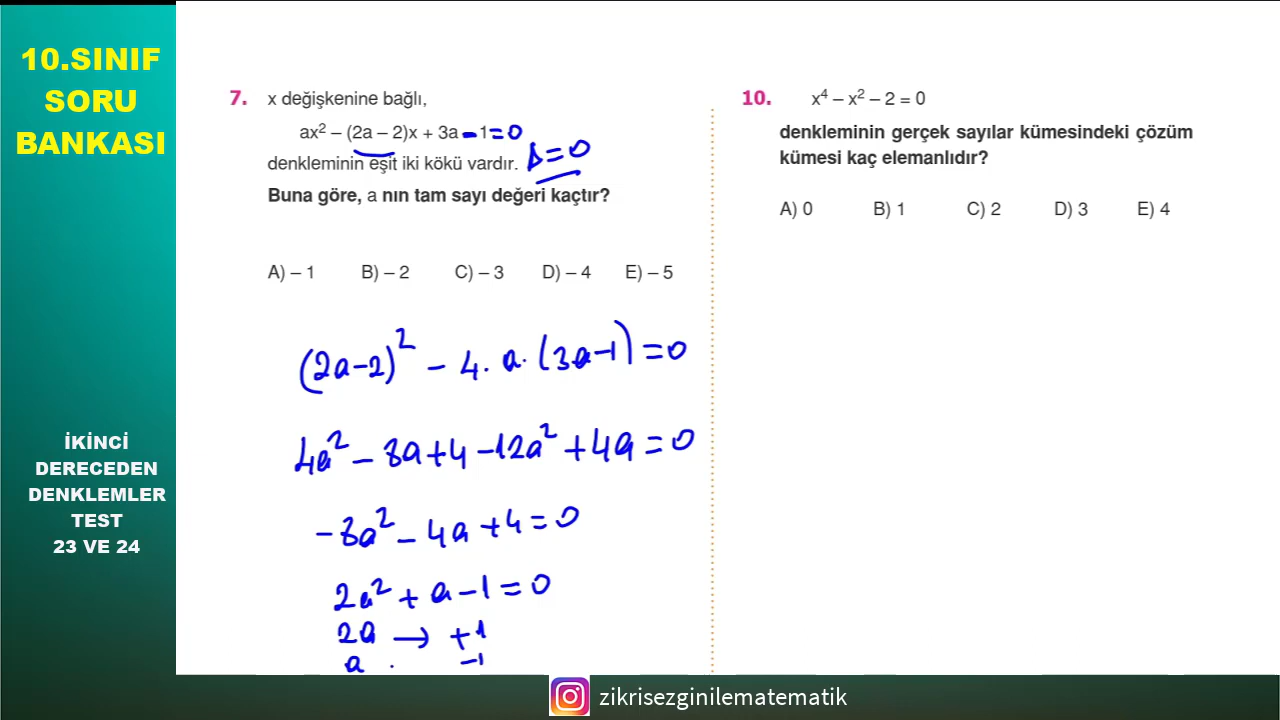 10.SINIF
SORU
BANKASI
İKİNCİ
DERECEDEN
DENKLEMLER
TEST
23 VE 24
7. x değişkenine bağlı,
ax² – (2a – 2)x + 3a - 1 = 0
denkleminin eşit iki kökü vardır. Δ = 0
Buna göre, a nın tam sayı değeri kaçtır?
A) – 1 B) – 2 C) – 3 D) – 4 E) – 5
(2a-2)² - 4. a. (3a-1) = 0
4a² - 8a + 4 - 12a² + 4a = 0
-8a² - 4a + 4 = 0
2a² + a - 1 = 0
2a → +1
a . -1
10. x⁴ – x² – 2 = 0
denkleminin gerçek sayılar kümesindeki çözüm
kümesi kaç elemanlıdır?
A) 0 B) 1 C) 2 D) 3 E) 4
zikrisezginilematematik